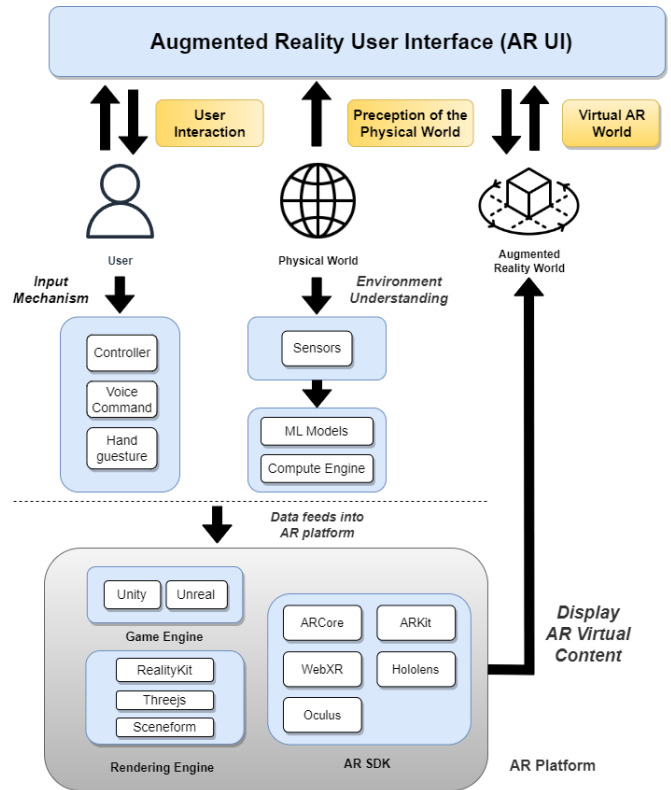 Augmented Reality User Interface (AR UI)
User
Interaction
Preception of the
Physical World
Virtual AR
World
User
Physical World
Augmented
Reality World
Input
Mechanism
Environment
Understanding
Controller
Voice
Command
Hand
guesture
Sensors
ML Models
Compute Engine
Data feeds into
AR platform
Unity
Unreal
Game Engine
RealityKit
Threejs
Sceneform
Rendering Engine
ARCore
ARKit
WebXR
Hololens
Oculus
AR SDK
Display
AR Virtual
Content
AR Platform